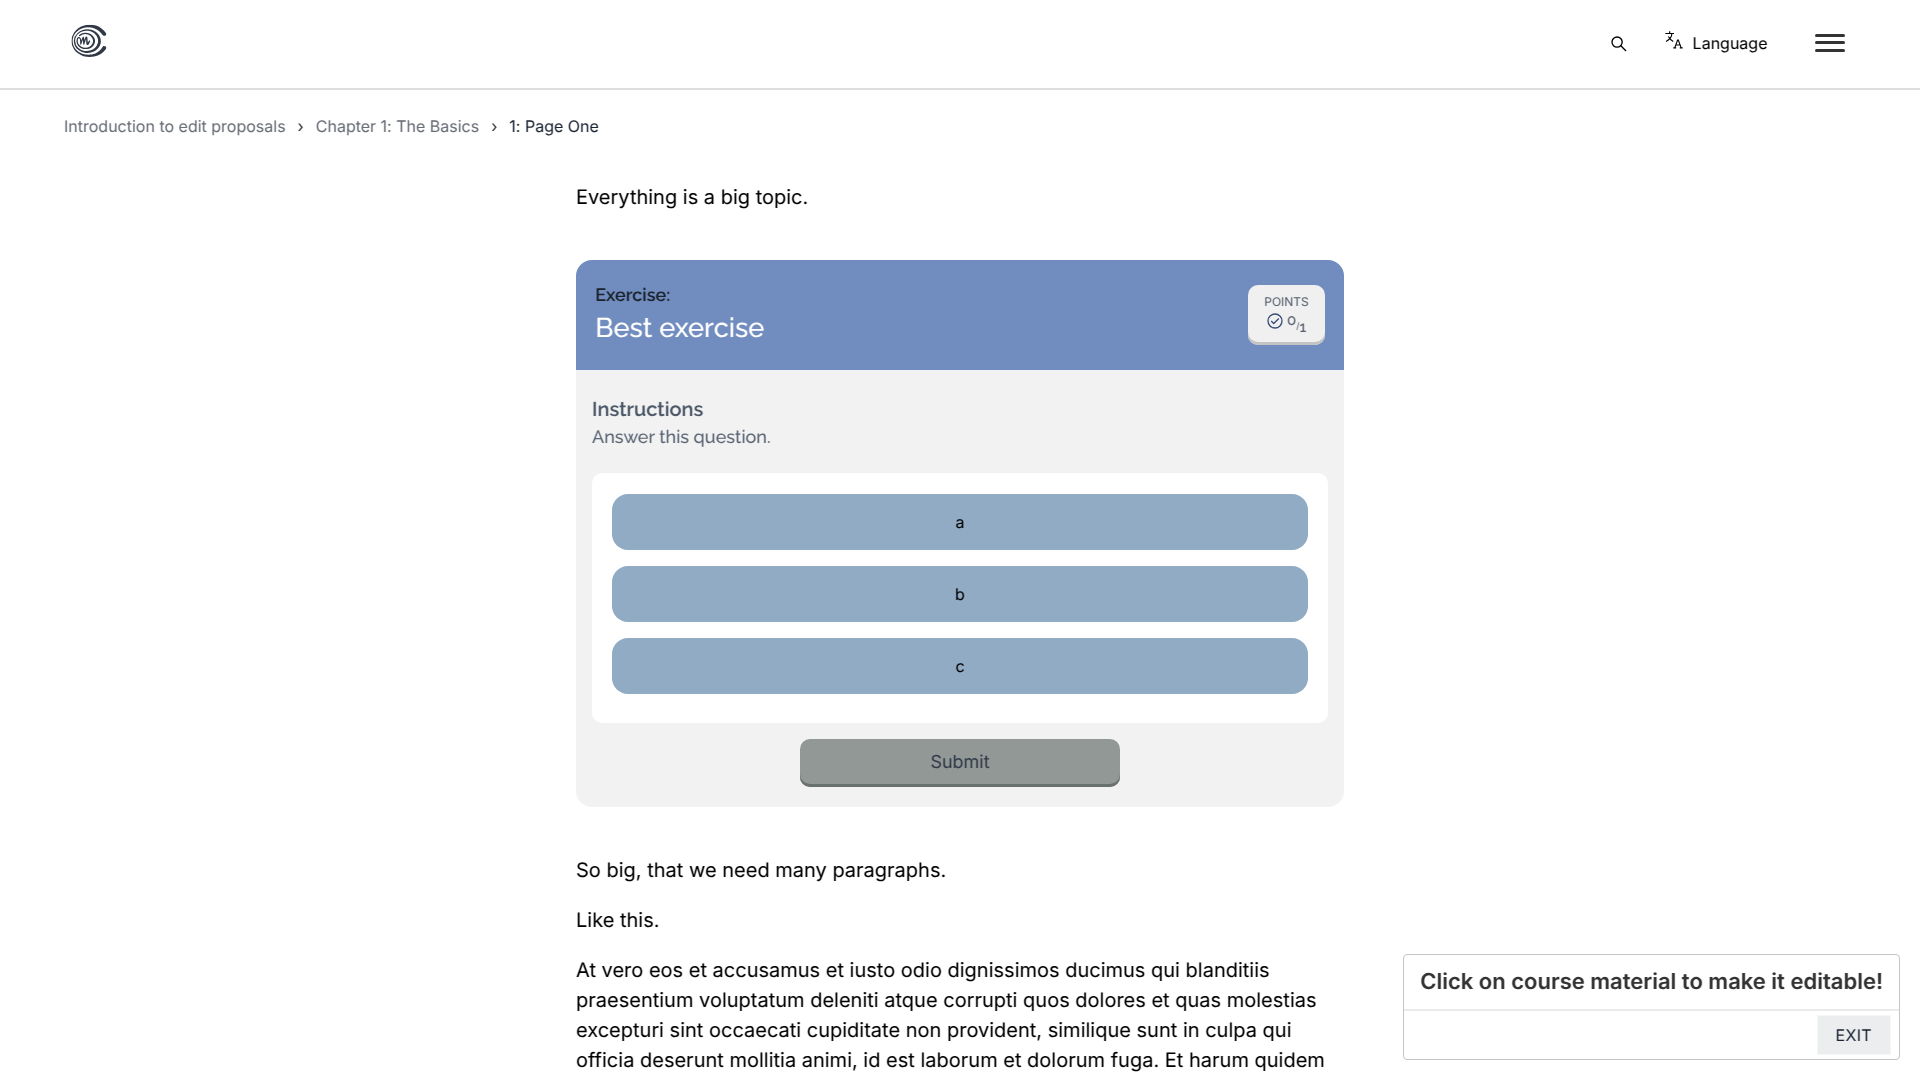 Language
Introduction to edit proposals › Chapter 1: The Basics › 1: Page One
Everything is a big topic.
Exercise:
Best exercise
POINTS
0/1
Instructions
Answer this question.
a
b
c
Submit
So big, that we need many paragraphs.
Like this.
At vero eos et accusamus et iusto odio dignissimos ducimus qui blanditiis
praesentium voluptatum deleniti atque corrupti quos dolores et quas molestias
excepturi sint occaecati cupiditate non provident, similique sunt in culpa qui
officia deserunt mollitia animi, id est laborum et dolorum fuga. Et harum quidem
Click on course material to make it editable!
EXIT